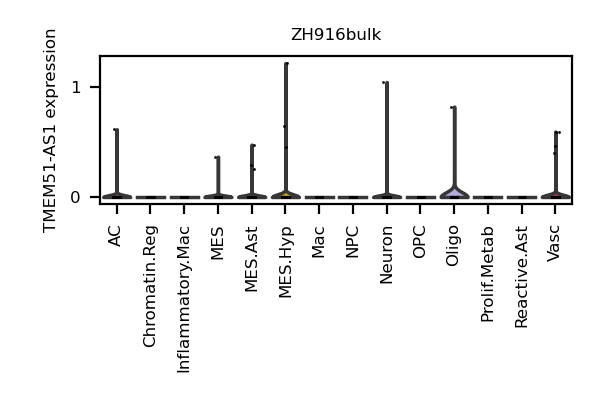 ZH916bulk
TMEM51-AS1 expression
1
0
AC
Chromatin.Reg
Inflammatory.Mac
MES
MES.Ast
MES.Hyp
Mac
NPC
Neuron
OPC
Oligo
Prolif.Metab
Reactive.Ast
Vasc